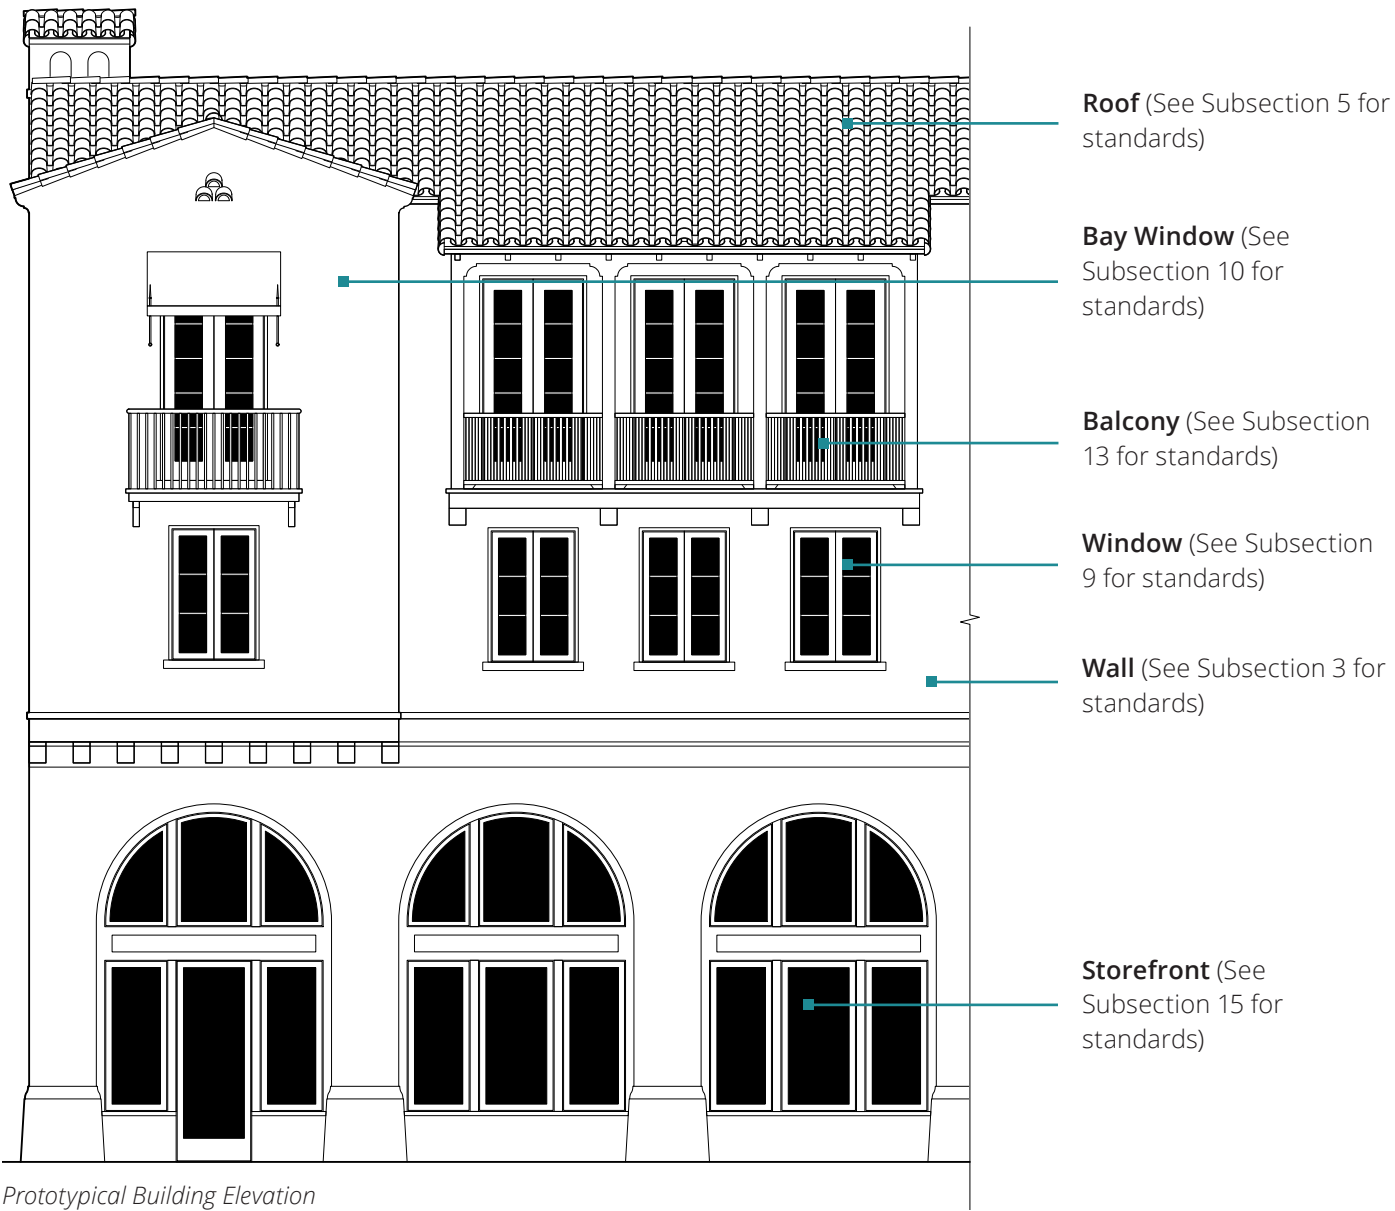 Roof (See Subsection 5 for
standards)
Bay Window (See
Subsection 10 for
standards)
Balcony (See Subsection
13 for standards)
Window (See Subsection
9 for standards)
Wall (See Subsection 3 for
standards)
Storefront (See
Subsection 15 for
standards)
Prototypical Building Elevation